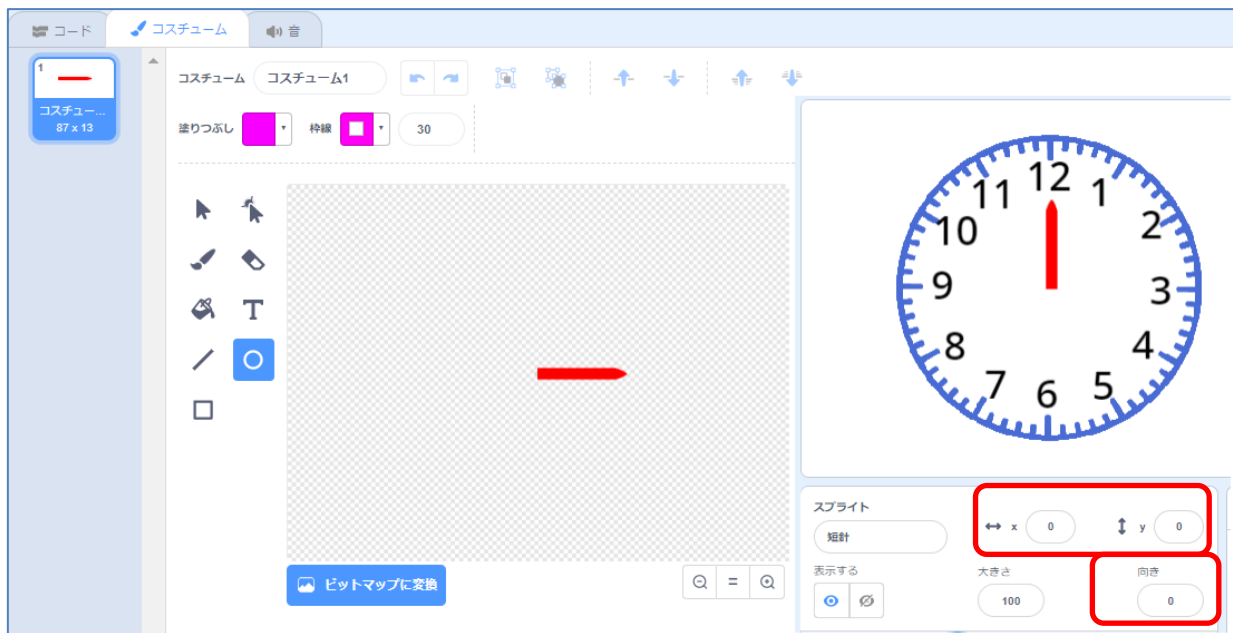 コード
コスチューム
音
1
コスチュー...
87 x 13
コスチューム
コスチューム1
塗りつぶし
枠線
30
T
ビットマップに変換
=
12
1
2
3
4
5
6
7
8
9
10
11
スプライト
短針
x
0
y
0
表示する
大きさ
100
向き
0